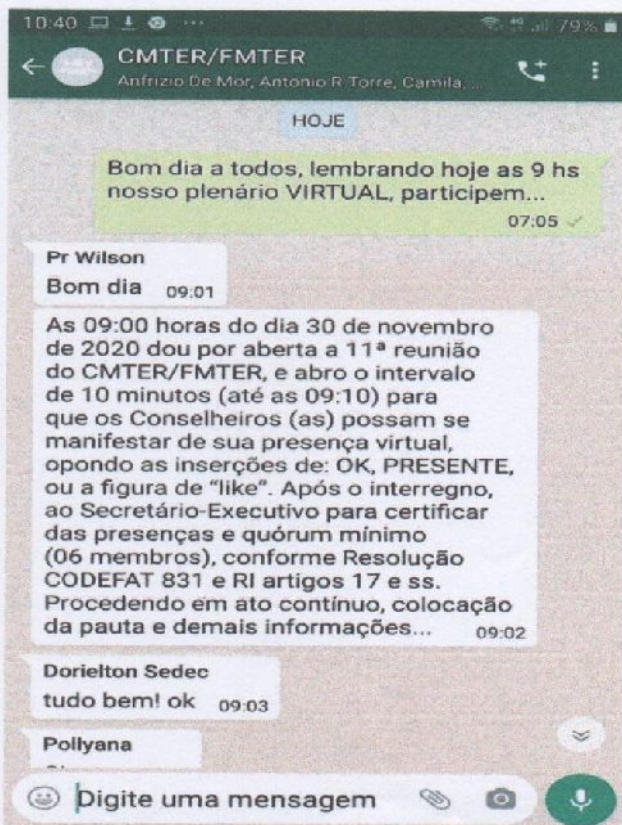 10:40 79%
CMTER/FMTER
Anfrizio De Mor, Antonio R Torre, Camila, ...
HOJE
Bom dia a todos, lembrando hoje as 9 hs
nosso plenário VIRTUAL, participem...
07:05
Pr Wilson
Bom dia 09:01
As 09:00 horas do dia 30 de novembro
de 2020 dou por aberta a 11ª reunião
do CMTER/FMTER, e abro o intervalo
de 10 minutos (até as 09:10) para
que os Conselheiros (as) possam se
manifestar de sua presença virtual,
opondo as inserções de: OK, PRESENTE,
ou a figura de “like”. Após o interregno,
ao Secretário-Executivo para certificar
das presenças e quórum mínimo
(06 membros), conforme Resolução
CODEFAT 831 e RI artigos 17 e ss.
Procedendo em ato contínuo, colocação
da pauta e demais informações... 09:02
Dorielton Sedec
tudo bem! ok 09:03
Pollyana
Digite uma mensagem